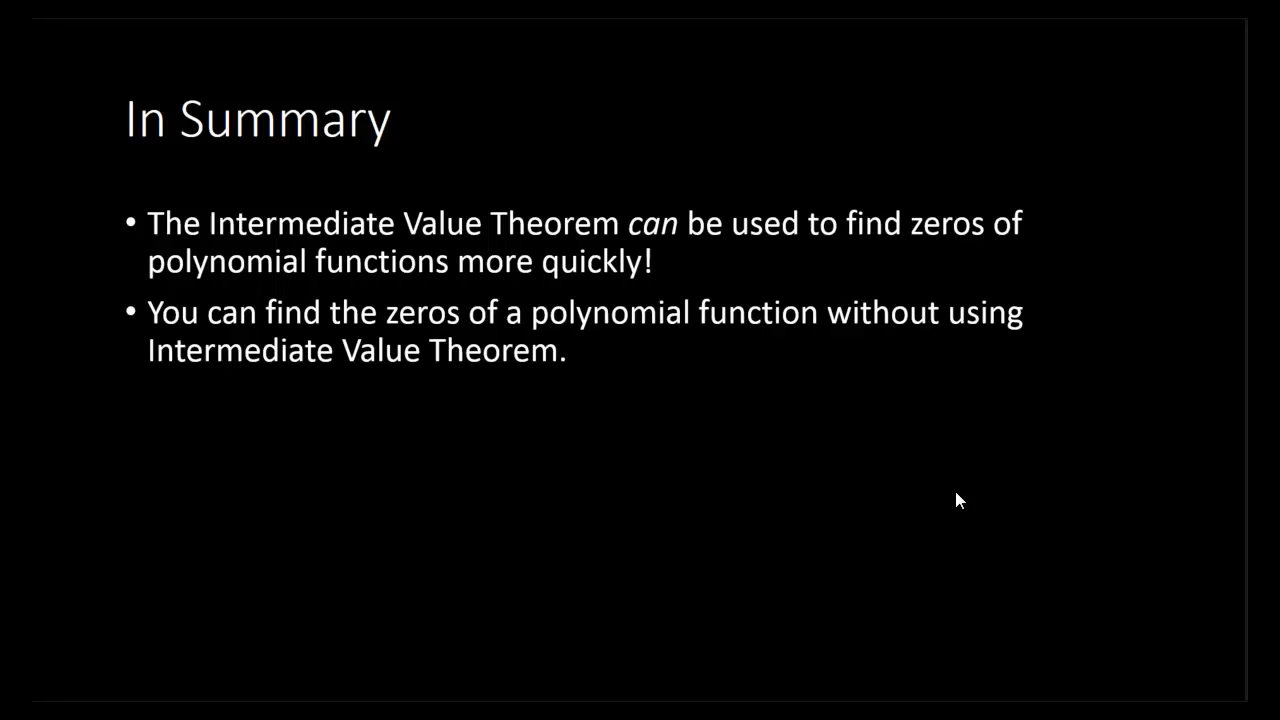 In Summary
• The Intermediate Value Theorem can be used to find zeros of
polynomial functions more quickly!
• You can find the zeros of a polynomial function without using
Intermediate Value Theorem.